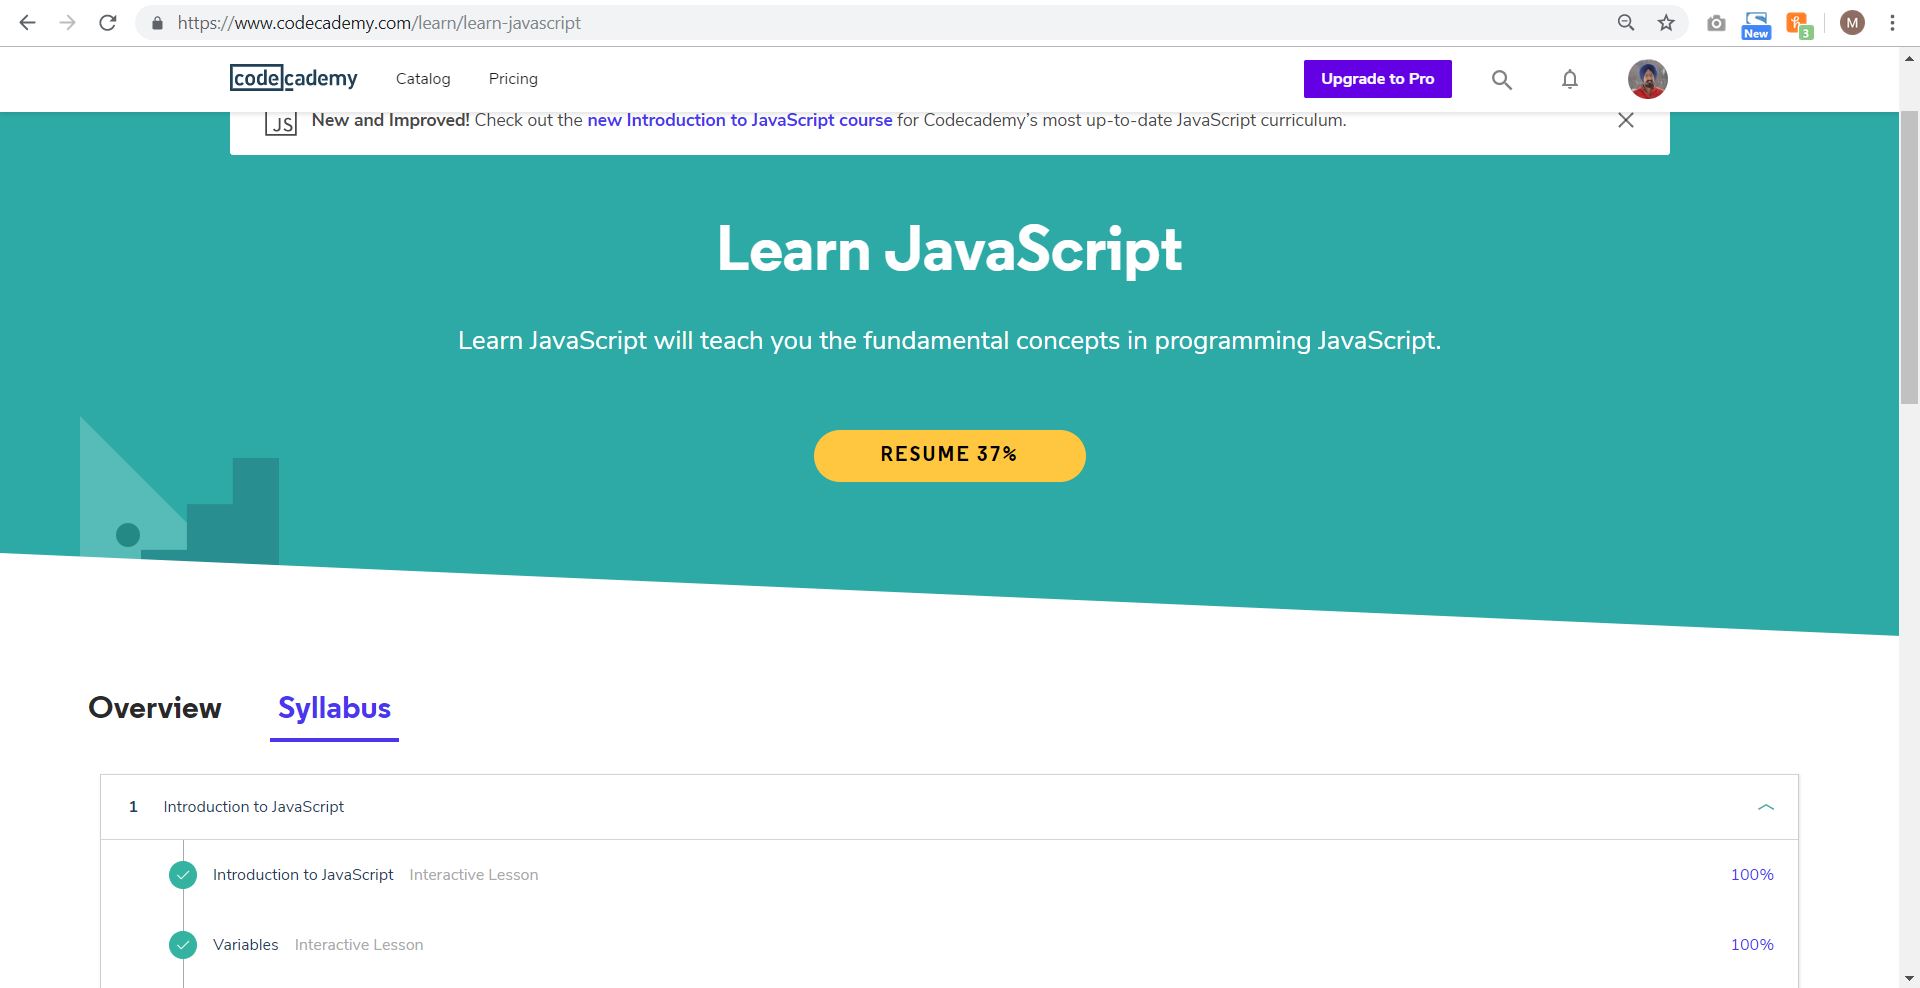 https://www.codecademy.com/learn/learn-javascript
New
3
M
codecademy Catalog Pricing Upgrade to Pro
JS New and Improved! Check out the new Introduction to JavaScript course for Codecademy’s most up-to-date JavaScript curriculum.
Learn JavaScript
Learn JavaScript will teach you the fundamental concepts in programming JavaScript.
RESUME 37%
Overview Syllabus
1 Introduction to JavaScript
Introduction to JavaScript Interactive Lesson 100%
Variables Interactive Lesson 100%